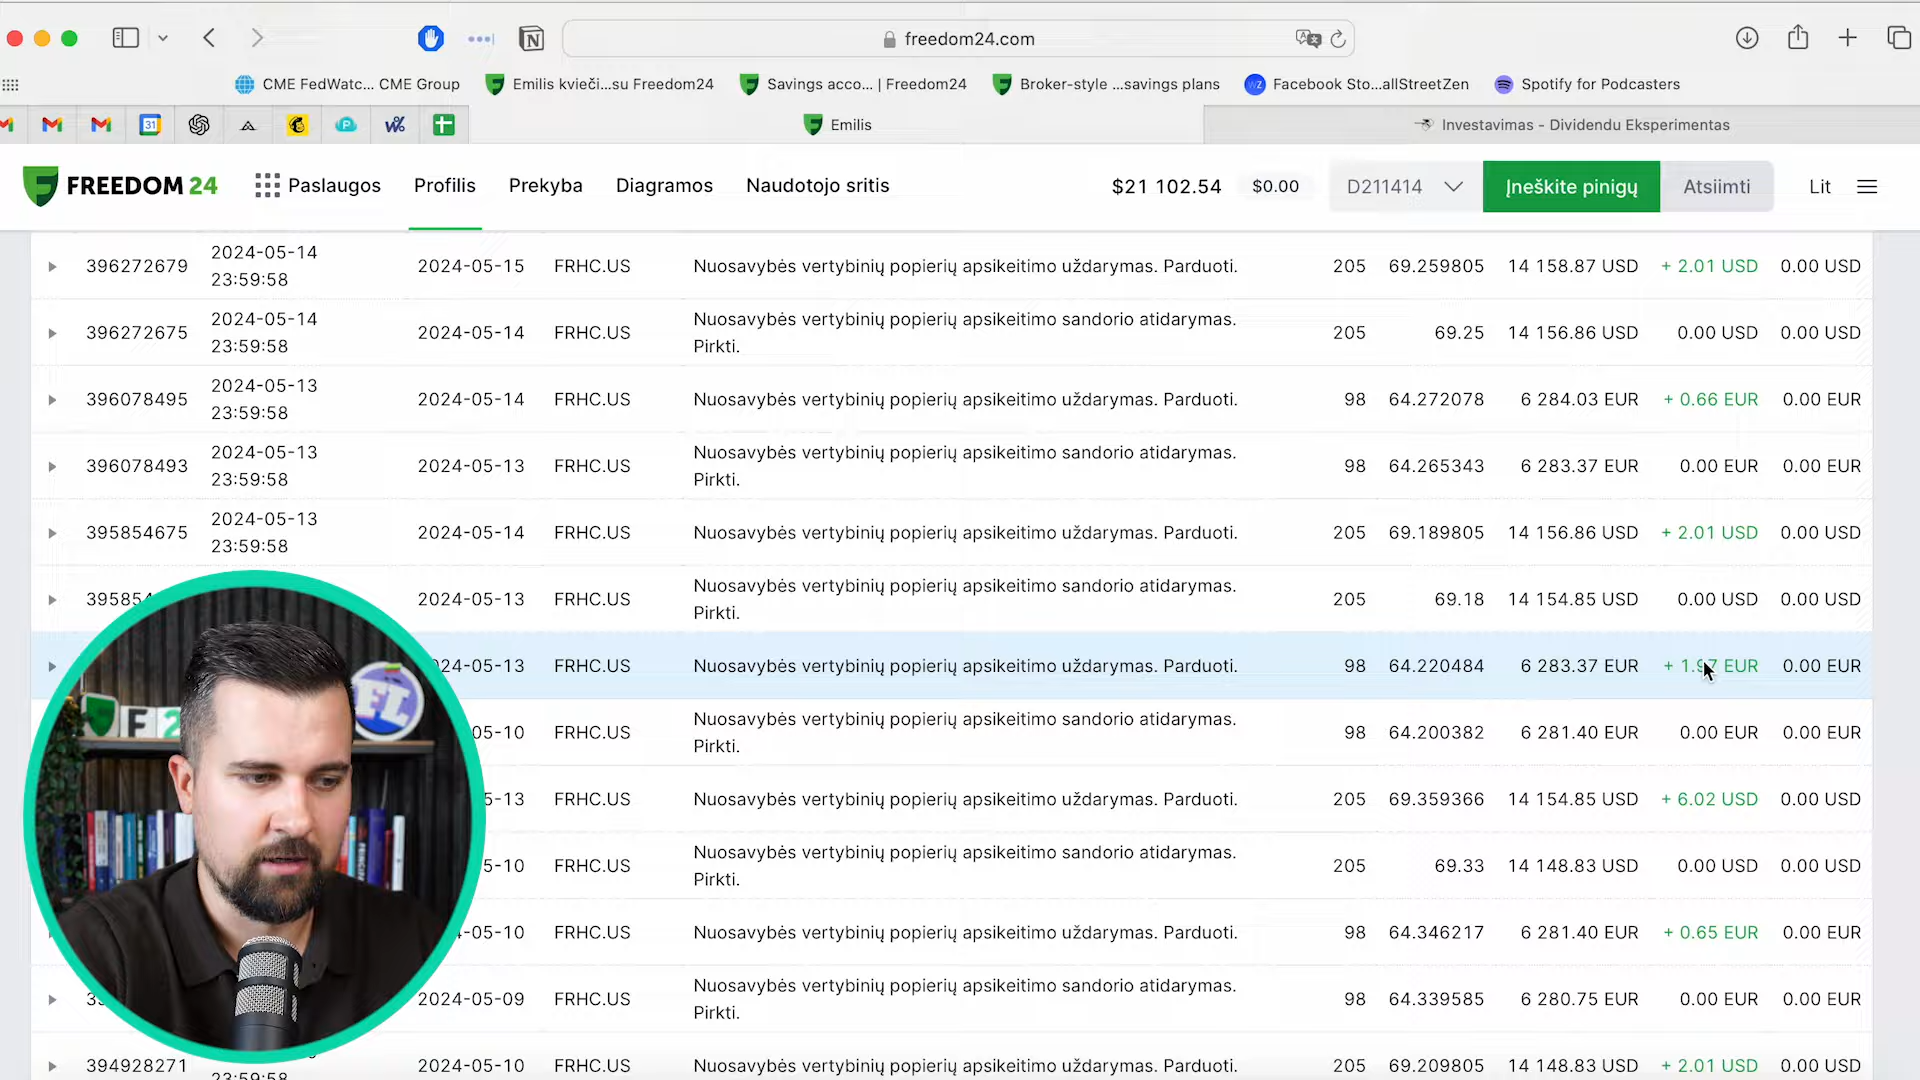 freedom24.com
CME FedWatc... CME Group
Emilis kvieči...su Freedom24
Savings acco... | Freedom24
Broker-style ...savings plans
Facebook Sto...allStreetZen
Spotify for Podcasters
Emilis
Investavimas - Dividendu Eksperimentas
FREEDOM 24
Paslaugos Profilis Prekyba Diagramos Naudotojo sritis
$21 102.54 $0.00 D211414 Įneškite pinigų Atsiimti Lit
396272679 2024-05-14 23:59:58 2024-05-15 FRHC.US Nuosavybės vertybinių popierių apsikeitimo uždarymas. Parduoti. 205 69.259805 14 158.87 USD + 2.01 USD 0.00 USD
396272675 2024-05-14 23:59:58 2024-05-14 FRHC.US Nuosavybės vertybinių popierių apsikeitimo sandorio atidarymas. Pirkti. 205 69.25 14 156.86 USD 0.00 USD 0.00 USD
396078495 2024-05-13 23:59:58 2024-05-14 FRHC.US Nuosavybės vertybinių popierių apsikeitimo uždarymas. Parduoti. 98 64.272078 6 284.03 EUR + 0.66 EUR 0.00 EUR
396078493 2024-05-13 23:59:58 2024-05-13 FRHC.US Nuosavybės vertybinių popierių apsikeitimo sandorio atidarymas. Pirkti. 98 64.265343 6 283.37 EUR 0.00 EUR 0.00 EUR
395854675 2024-05-13 23:59:58 2024-05-14 FRHC.US Nuosavybės vertybinių popierių apsikeitimo uždarymas. Parduoti. 205 69.189805 14 156.86 USD + 2.01 USD 0.00 USD
2024-05-13 FRHC.US Nuosavybės vertybinių popierių apsikeitimo sandorio atidarymas. Pirkti. 205 69.18 14 154.85 USD 0.00 USD 0.00 USD
24-05-13 FRHC.US Nuosavybės vertybinių popierių apsikeitimo uždarymas. Parduoti. 98 64.220484 6 283.37 EUR + 1.97 EUR 0.00 EUR
05-10 FRHC.US Nuosavybės vertybinių popierių apsikeitimo sandorio atidarymas. Pirkti. 98 64.200382 6 281.40 EUR 0.00 EUR 0.00 EUR
5-13 FRHC.US Nuosavybės vertybinių popierių apsikeitimo uždarymas. Parduoti. 205 69.359366 14 154.85 USD + 6.02 USD 0.00 USD
5-10 FRHC.US Nuosavybės vertybinių popierių apsikeitimo sandorio atidarymas. Pirkti. 205 69.33 14 148.83 USD 0.00 USD 0.00 USD
-05-10 FRHC.US Nuosavybės vertybinių popierių apsikeitimo uždarymas. Parduoti. 98 64.346217 6 281.40 EUR + 0.65 EUR 0.00 EUR
2024-05-09 FRHC.US Nuosavybės vertybinių popierių apsikeitimo sandorio atidarymas. Pirkti. 98 64.339585 6 280.75 EUR 0.00 EUR 0.00 EUR
394928271 23:59:58 2024-05-10 FRHC.US Nuosavybės vertybinių popierių apsikeitimo uždarymas. Parduoti. 205 69.209805 14 148.83 USD + 2.01 USD 0.00 USD
F2
FL